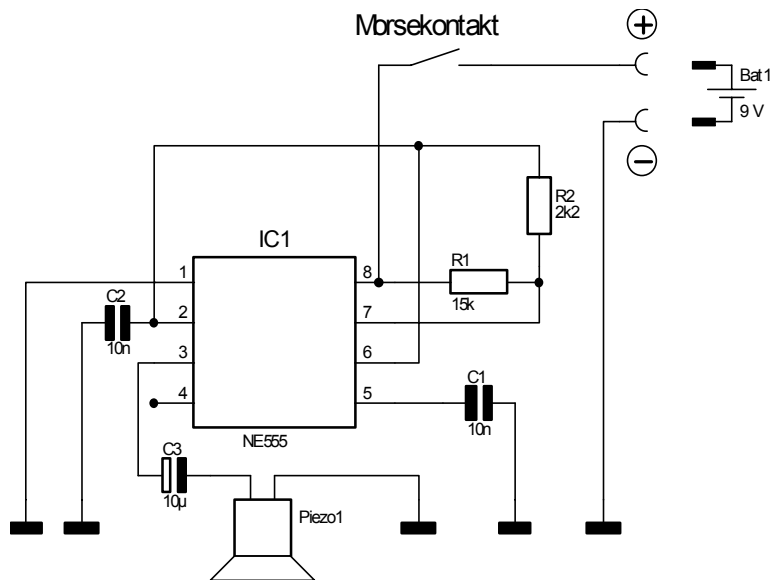 Morsekontakt
+
Bat1
9 V
−
R2
2k2
IC1
R1
15k
1
8
C2
10n
2
7
3
6
4
5
C1
10n
NE555
C3
10µ
Piezo1